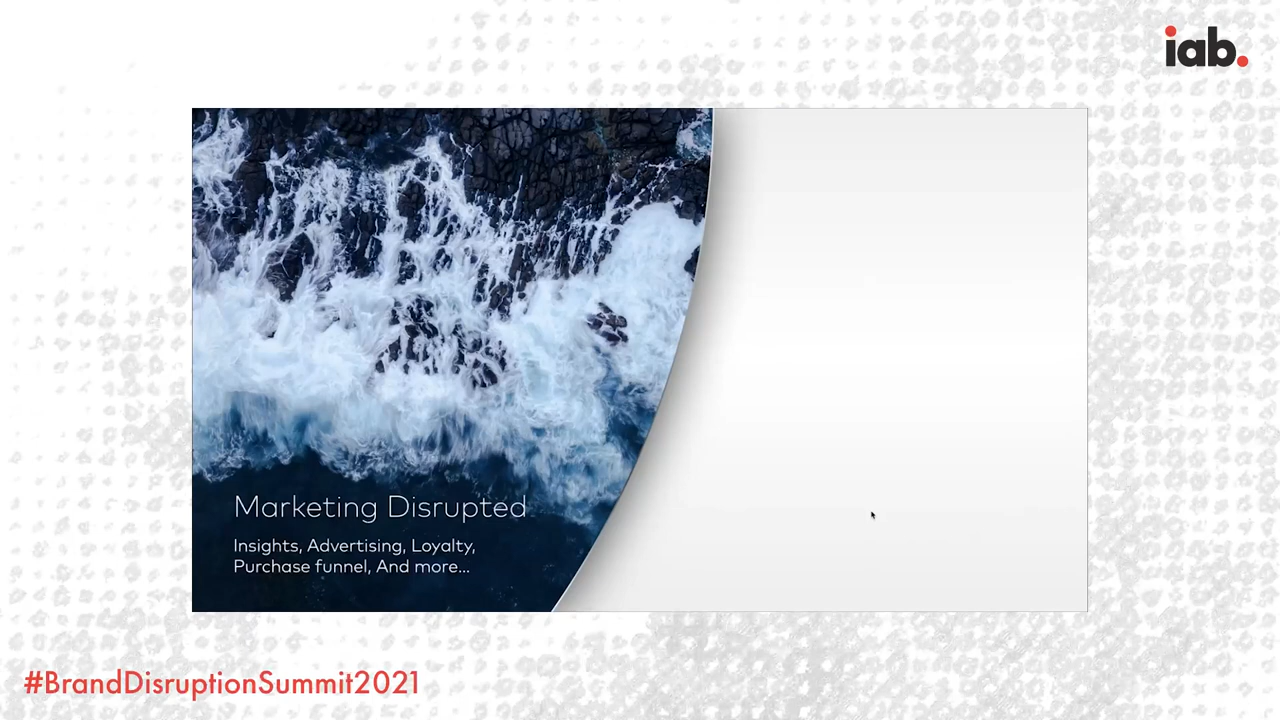 iab.
Marketing Disrupted
Insights, Advertising, Loyalty,
Purchase funnel, And more...
#BrandDisruptionSummit2021